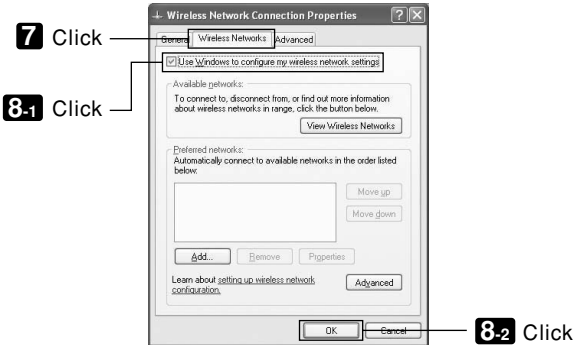 Wireless Network Connection Properties
7 Click
General Wireless Networks Advanced
Use Windows to configure my wireless network settings
8-1 Click
Available networks:
To connect to, disconnect from, or find out more information
about wireless networks in range, click the button below.
View Wireless Networks
Preferred networks:
Automatically connect to available networks in the order listed
below:
Move up
Move down
Add... Remove Properties
Learn about setting up wireless network
configuration.
Advanced
OK Cancel
8-2 Click